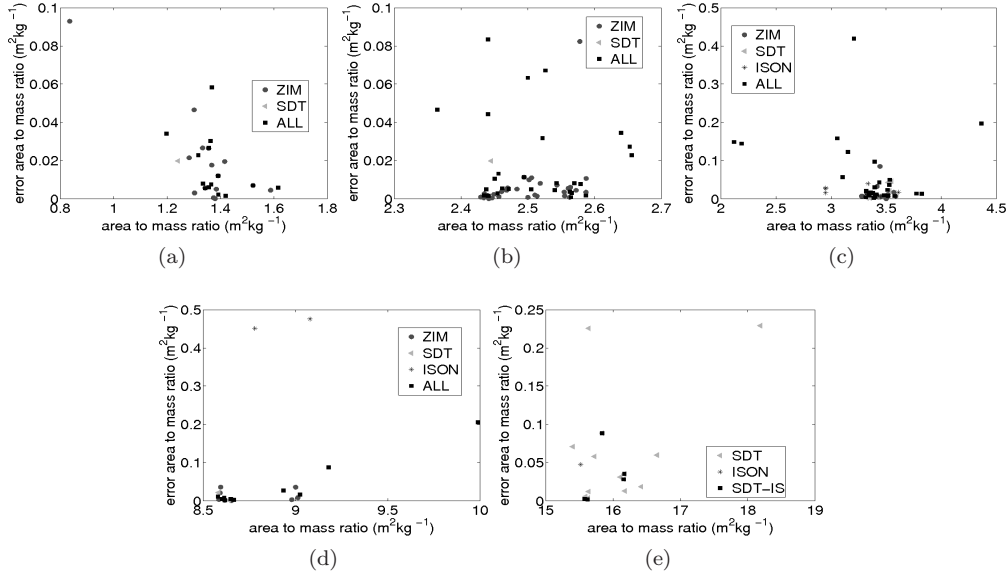 0.1
0.08
0.06
0.04
0.02
0
error area to mass ratio (m²kg⁻¹)
ZIM
SDT
ALL
0.8 1 1.2 1.4 1.6 1.8
area to mass ratio (m²kg⁻¹)
(a)
0.1
0.08
0.06
0.04
0.02
0
error area to mass ratio (m²kg⁻¹)
ZIM
SDT
ALL
2.3 2.4 2.5 2.6 2.7
area to mass ratio (m²kg⁻¹)
(b)
0.5
0.4
0.3
0.2
0.1
0
error area to mass ratio (m²kg⁻¹)
ZIM
SDT
ISON
ALL
2 2.5 3 3.5 4 4.5
area to mass ratio (m²kg⁻¹)
(c)
0.5
0.4
0.3
0.2
0.1
0
error area to mass ratio (m²kg⁻¹)
ZIM
SDT
ISON
ALL
8.5 9 9.5 10
area to mass ratio (m²kg⁻¹)
(d)
0.25
0.2
0.15
0.1
0.05
0
error area to mass ratio (m²kg⁻¹)
SDT
ISON
SDT-IS
15 16 17 18 19
area to mass ratio (m²kg⁻¹)
(e)